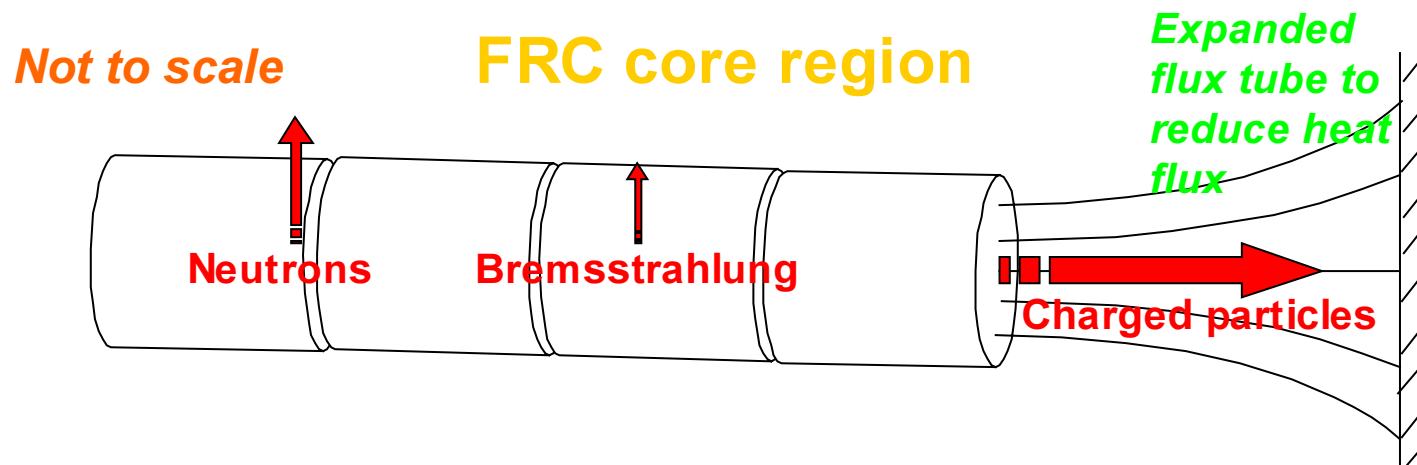 Not to scale
FRC core region
Expanded
flux tube to
reduce heat
flux
Neutrons
Bremsstrahlung
Charged particles